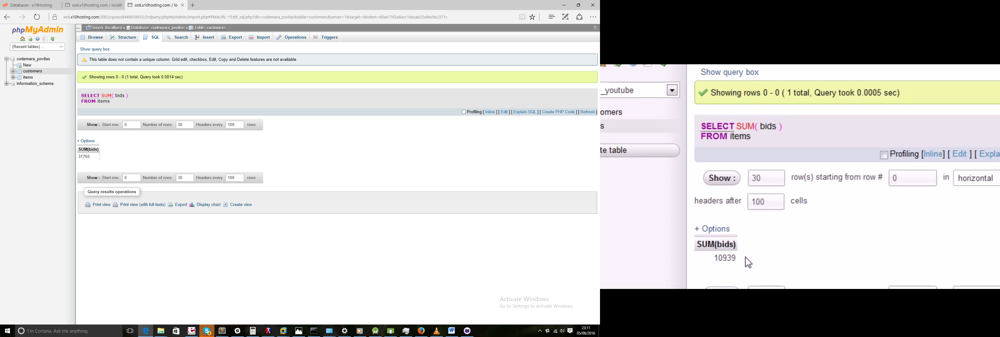 Databases - x10Hosting
xo6.x10hosting.com / localh
xo6.x10hosting.com / lo
xo6.x10hosting.com:2083/cpsess9446659933/3rdparty/phpMyAdmin/import.php#PMAURL-15:tbl_sql.php?db=codemara_povilas&table=customers&server=1&target=&token=60ae7763a8acc1decab25a9ec9e2371c
phpMyAdmin
(Recent tables) ...
codemara_povilas
New
customers
items
information_schema
Server: localhost » Database: codemara_povilas » Table: customers
Browse Structure SQL Search Insert Export Import Operations Triggers
Show query box
This table does not contain a unique column. Grid edit, checkbox, Edit, Copy and Delete features are not available.
Showing rows 0 - 0 (1 total, Query took 0.0014 sec)
SELECT SUM( bids )
FROM items
Profiling [ Inline ] [ Edit ] [ Explain SQL ] [ Create PHP Code ] [ Refresh ]
Show : Start row: 0 Number of rows: 30 Headers every 100 rows
+ Options
SUM(bids)
31765
Show : Start row: 0 Number of rows: 30 Headers every 100 rows
Query results operations
Print view Print view (with full texts) Export Display chart Create view
Activate Windows
Go to Settings to activate Windows.
I'm Cortana. Ask me anything.
23:11
05/06/2016
Show query box
_youtube
Showing rows 0 - 0 ( 1 total, Query took 0.0005 sec)
omers
s
SELECT SUM( bids )
FROM items
te table
Profiling [Inline] [ Edit ] [ Expla
Show : 30 row(s) starting from row # 0 in horizontal
headers after 100 cells
+ Options
SUM(bids)
10939